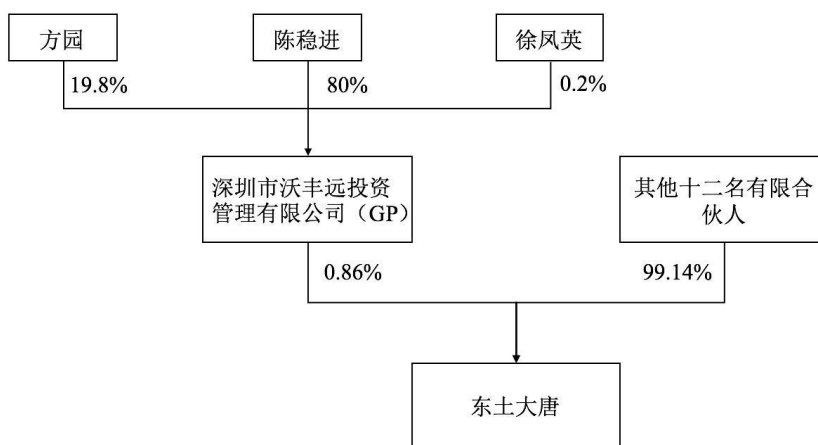 方园
陈稳进
徐凤英
19.8%
80%
0.2%
深圳市沃丰远投资
管理有限公司（GP）
其他十二名有限合
伙人
0.86%
99.14%
东土大唐